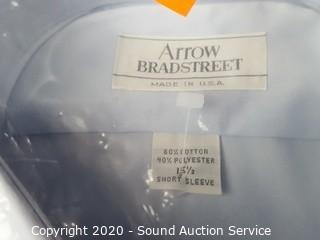 Arrow
BRADSTREET
MADE IN U.S.A.
60% COTTON
40% POLYESTER
15½
SHORT SLEEVE
Copyright 2020 - Sound Auction Service